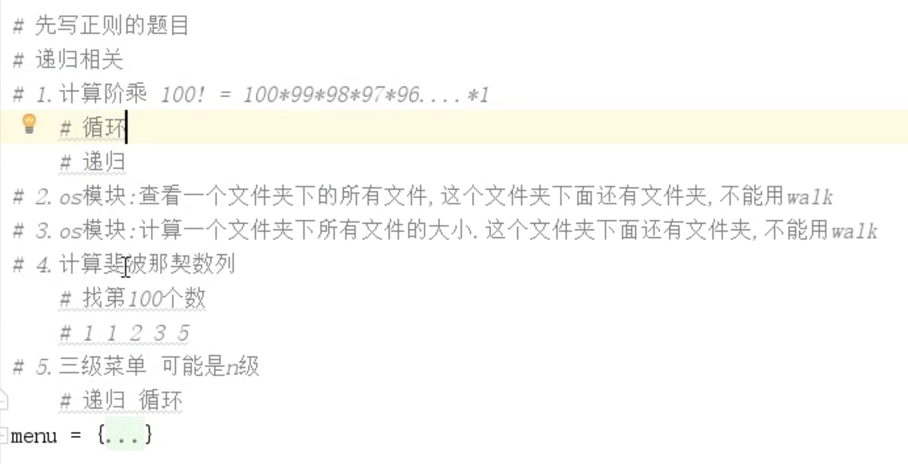 # 先写正则的题目
# 递归相关
# 1.计算阶乘 100! = 100*99*98*97*96....*1
# 循环
# 递归
# 2.os模块:查看一个文件夹下的所有文件,这个文件夹下面还有文件夹,不能用walk
# 3.os模块:计算一个文件夹下所有文件的大小.这个文件夹下面还有文件夹,不能用walk
# 4.计算斐波那契数列
# 找第100个数
# 1 1 2 3 5
# 5.三级菜单 可能是n级
# 递归 循环
menu = {...}